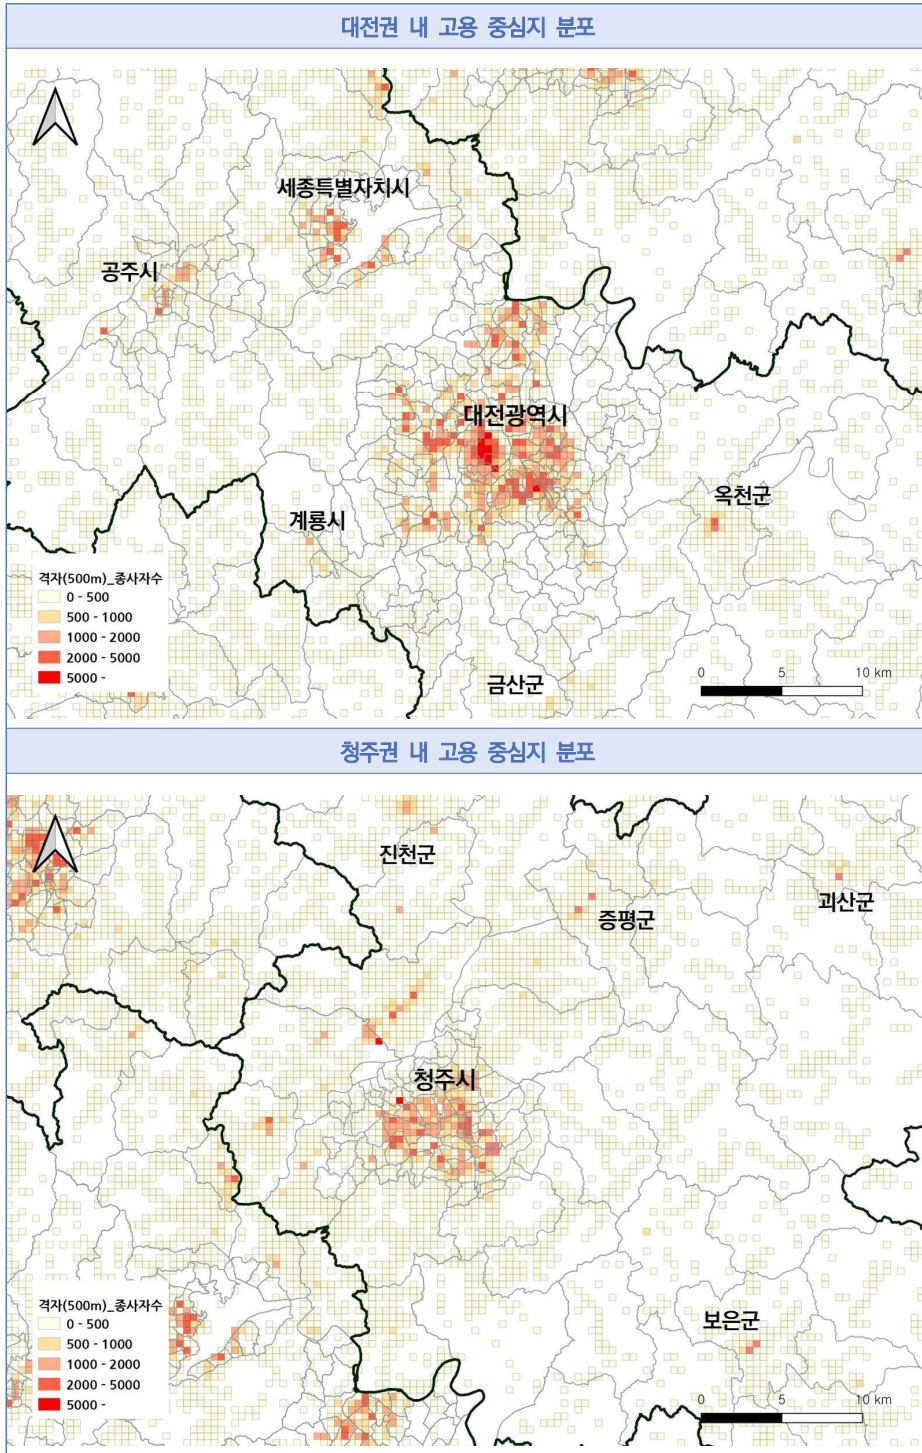 대전권 내 고용 중심지 분포
세종특별자치시
공주시
대전광역시
옥천군
계룡시
격자(500m)_종사자수
0 - 500
500 - 1000
1000 - 2000
2000 - 5000
5000 -
금산군
0 5 10 km
청주권 내 고용 중심지 분포
진천군
괴산군
증평군
청주시
보은군
격자(500m)_종사자수
0 - 500
500 - 1000
1000 - 2000
2000 - 5000
5000 -
0 5 10 km